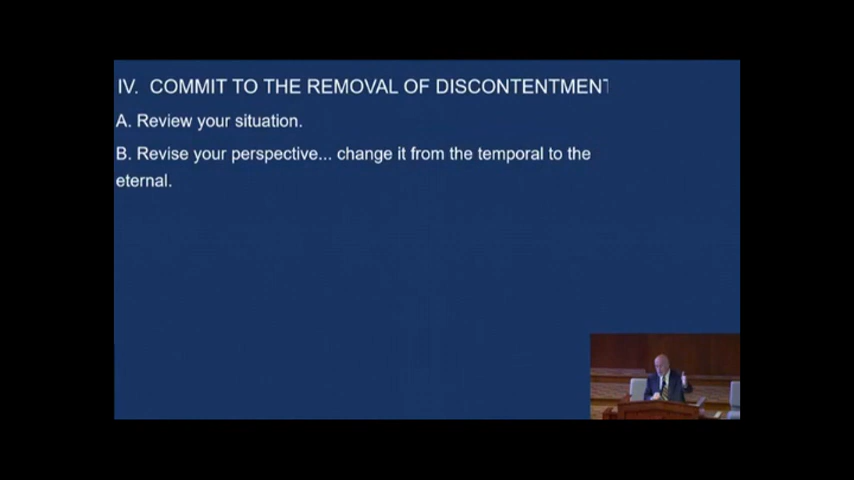 IV. COMMIT TO THE REMOVAL OF DISCONTENTMENT
A. Review your situation.
B. Revise your perspective... change it from the temporal to the
eternal.